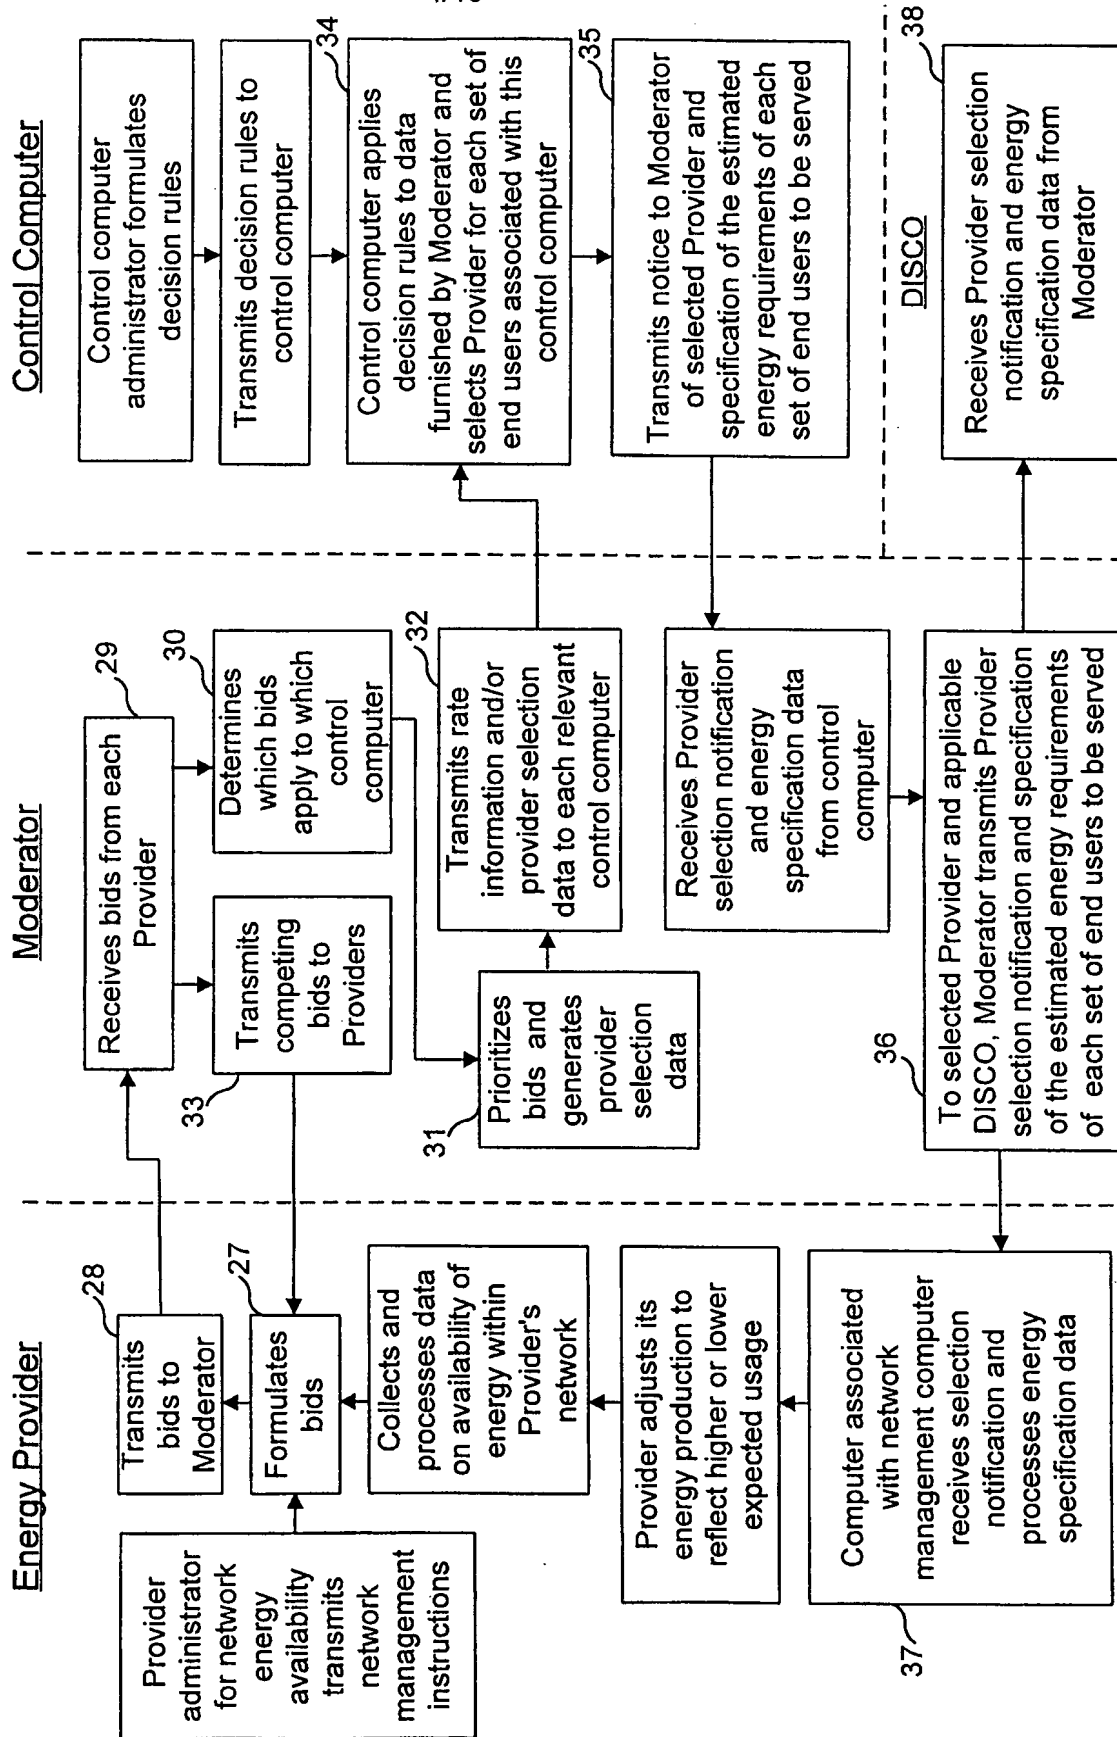 Energy Provider
Provider
administrator
for network
energy
availability
transmits
network
management
instructions
28
Transmits
bids to
Moderator
27
Formulates
bids
Collects and
processes data
on availability of
energy within
Provider's
network
Provider adjusts its
energy production to
reflect higher or lower
expected usage
37
Computer associated
with network
management computer
receives selection
notification and
processes energy
specification data
Moderator
29
Receives bids from each
Provider
33
Transmits
competing
bids to
Providers
30
Determines
which bids
apply to which
control
computer
31
Prioritizes
bids and
generates
provider
selection
data
32
Transmits rate
information and/or
provider selection
data to each relevant
control computer
Receives Provider
selection notification
and energy
specification data
from control
computer
36
To selected Provider and applicable
DISCO, Moderator transmits Provider
selection notification and specification
of the estimated energy requirements
of each set of end users to be served
Control Computer
Control computer
administrator formulates
decision rules
Transmits decision rules to
control computer
34
Control computer applies
decision rules to data
furnished by Moderator and
selects Provider for each set of
end users associated with this
control computer
35
Transmits notice to Moderator
of selected Provider and
specification of the estimated
energy requirements of each
set of end users to be served
DISCO
38
Receives Provider selection
notification and energy
specification data from
Moderator